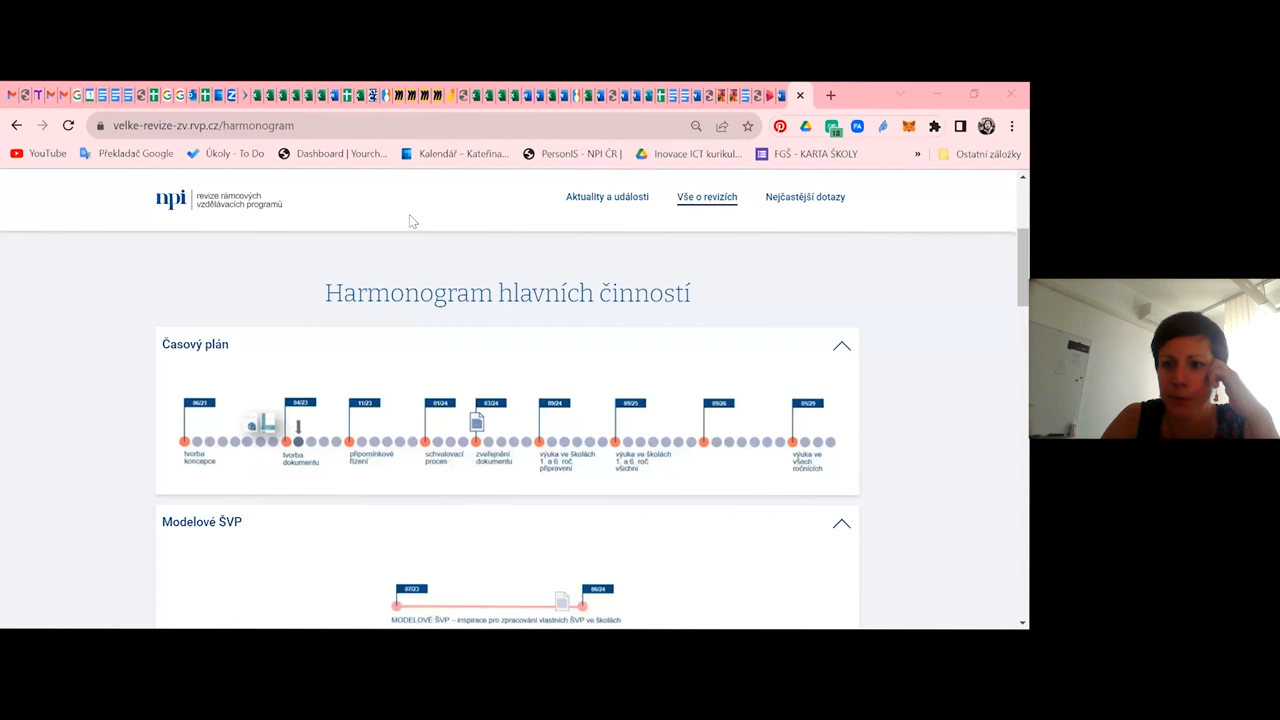 velke-revize-zv.rvp.cz/harmonogram
18
YouTube
Překladač Google
Úkoly - To Do
Dashboard | Yourch...
Kalendář – Kateřina...
PersonIS - NPI ČR |
Inovace ICT kurikul...
FGŠ - KARTA ŠKOLY
»
Ostatní záložky
npi
revize rámcových
vzdělávacích programů
Aktuality a události
Vše o revizích
Nejčastější dotazy
Harmonogram hlavních činností
Časový plán
06/21
04/23
11/23
01/24
03/24
09/24
09/25
09/26
09/29
tvorba
koncepce
tvorba
dokumentu
připomínkové
řízení
schvalovací
proces
zveřejnění
dokumentu
výuka ve školách
1. a 6. roč
připravení
výuka ve školách
1. a 6. roč
všichni
výuka ve
všech
ročnících
Modelové ŠVP
07/23
06/24
MODELOVÉ ŠVP – inspirace pro zpracování vlastních ŠVP ve školách